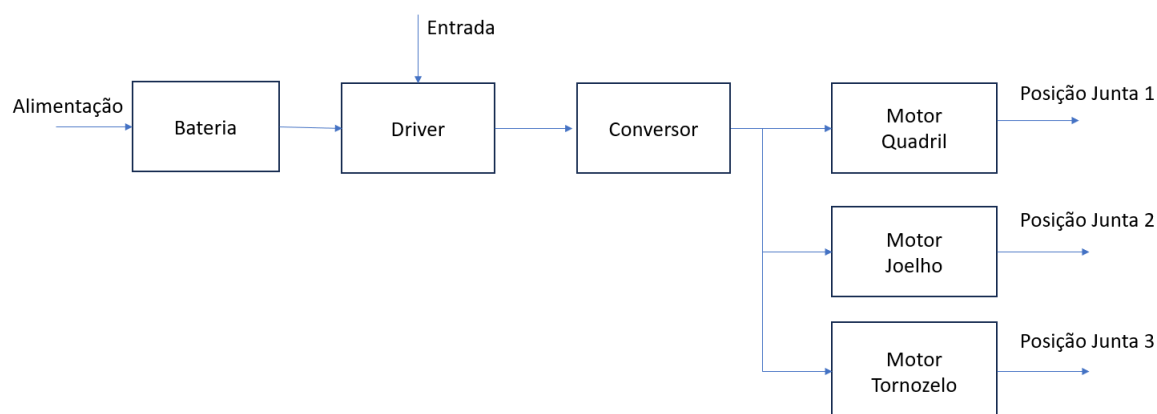 Entrada
Alimentação
Bateria
Driver
Conversor
Motor
Quadril
Posição Junta 1
Motor
Joelho
Posição Junta 2
Motor
Tornozelo
Posição Junta 3